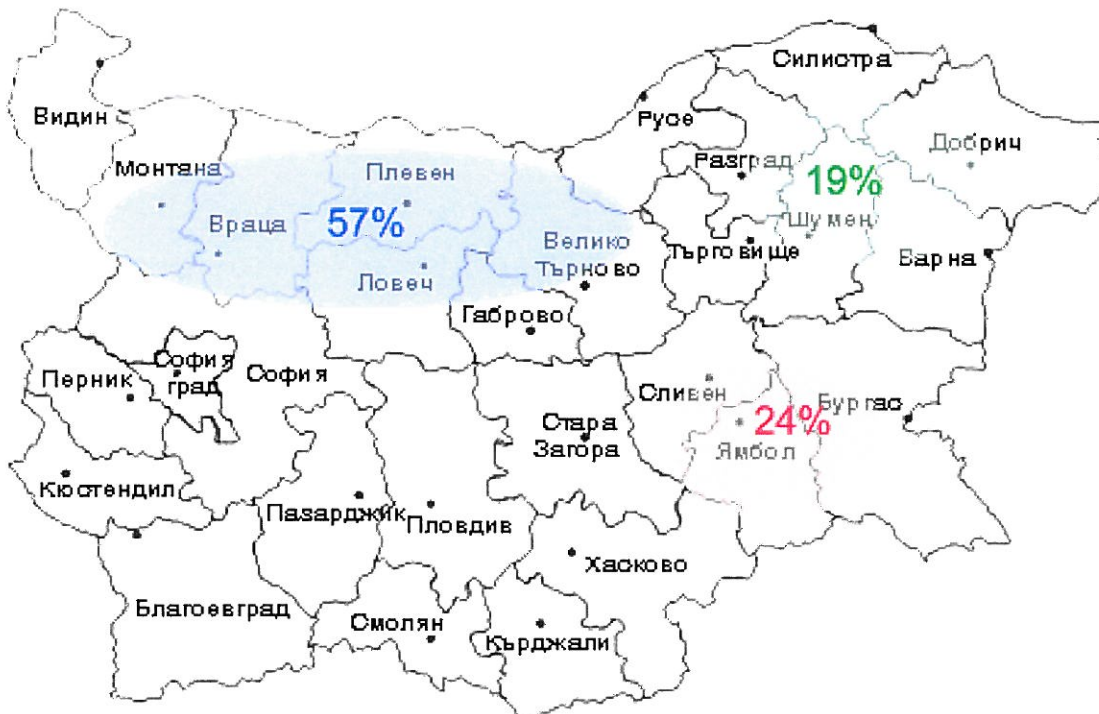 Силистра
Видин
Русе
Добрич
Монтана
Плевен
Разград
19%
Враца
57%
Шумен
Велико
Търново
Търговище
Варна
Ловеч
Габрово
София
град
София
Перник
Сливен
Бургас
Стара
Загора
24%
Ямбол
Кюстендил
Пазарджик
Пловдив
Хасково
Благоевград
Смолян
Кърджали